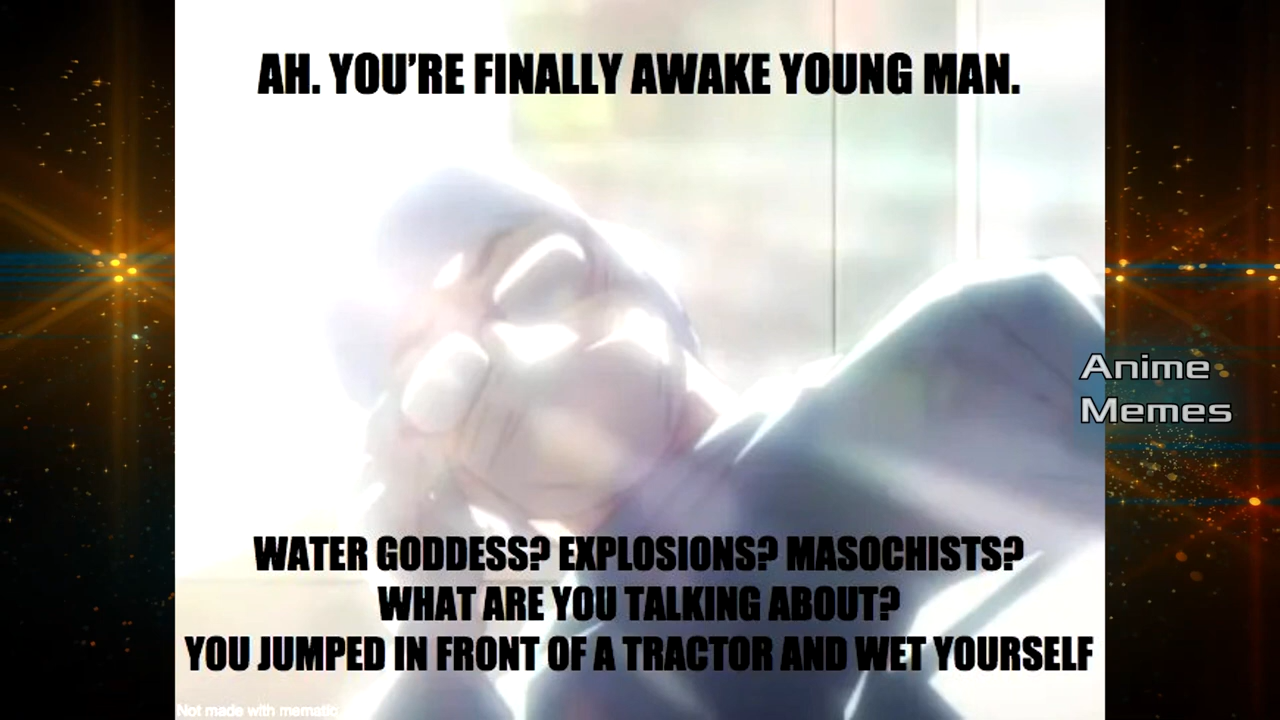 AH. YOU'RE FINALLY AWAKE YOUNG MAN.
Anime
Memes
WATER GODDESS? EXPLOSIONS? MASOCHISTS?
WHAT ARE YOU TALKING ABOUT?
YOU JUMPED IN FRONT OF A TRACTOR AND WET YOURSELF
Not made with mematic